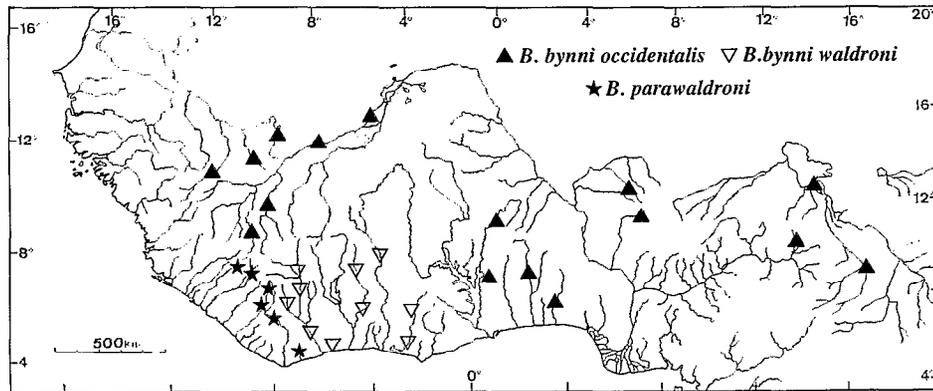 16° 12° 8° 4° 0° 4° 8° 12° 16° 20°
▲ B. bynni occidentalis ▽ B.bynni waldroni
★ B. parawaldroni
16°
12°
12°
8°
500km.
4
0°
4°